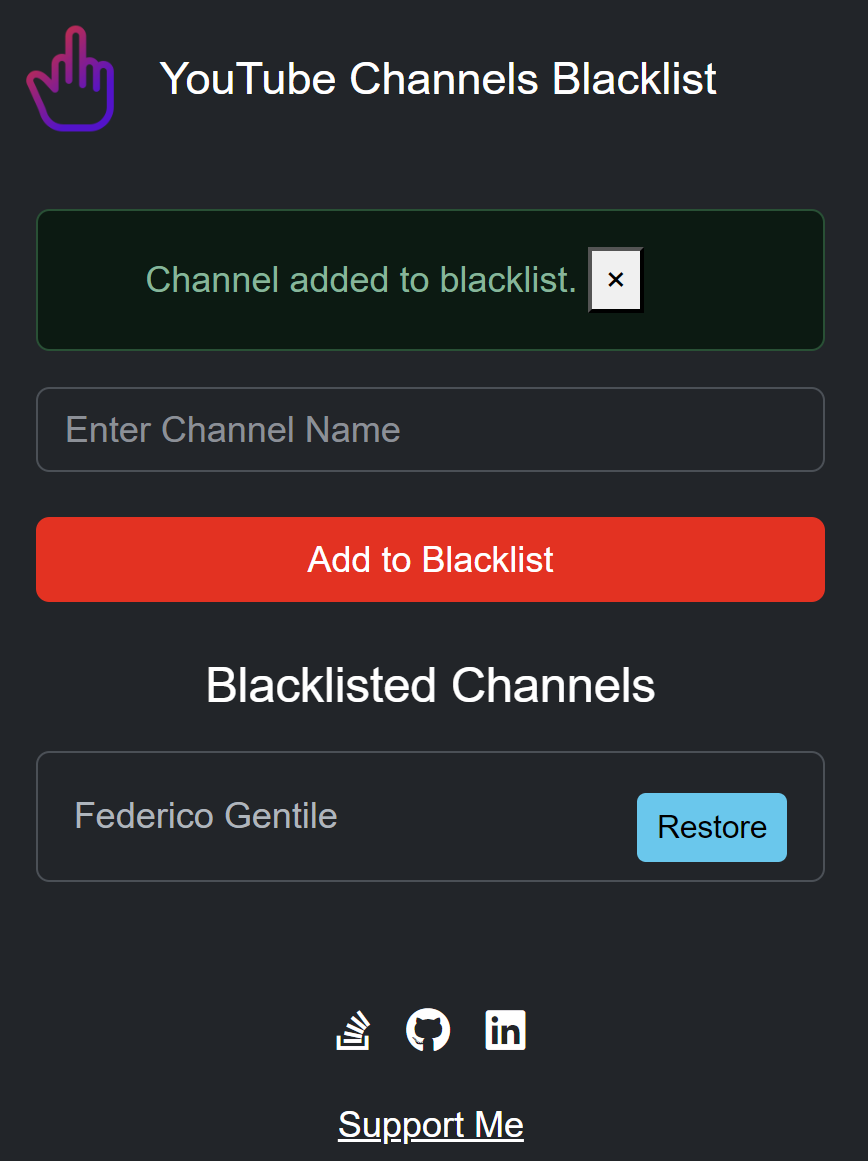 YouTube Channels Blacklist
Channel added to blacklist. ×
Enter Channel Name
Add to Blacklist
Blacklisted Channels
Federico Gentile
Restore
in
Support Me